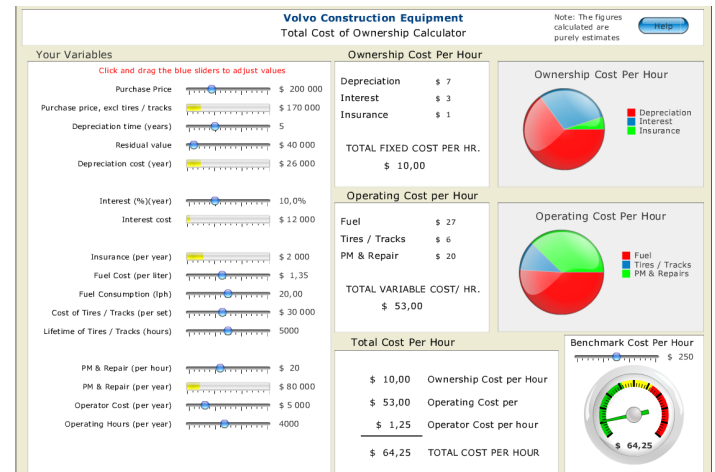 Volvo Construction Equipment
Total Cost of Ownership Calculator
Note: The figures
calculated are
purely estimates
Help
Your Variables
Click and drag the blue sliders to adjust values
Purchase Price $ 200 000
Purchase price, excl tires / tracks $ 170 000
Depreciation time (years) 5
Residual value $ 40 000
Depreciation cost (year) $ 26 000
Interest (%)(year) 10,0%
Interest cost $ 12 000
Insurance (per year) $ 2 000
Fuel Cost (per liter) $ 1,35
Fuel Consumption (lph) 20,00
Cost of Tires / Tracks (per set) $ 30 000
Lifetime of Tires / Tracks (hours) 5000
PM & Repair (per hour) $ 20
PM & Repair (per year) $ 80 000
Operator Cost (per year) $ 5 000
Operating Hours (per year) 4000
Ownership Cost Per Hour
Depreciation $ 7
Interest $ 3
Insurance $ 1
TOTAL FIXED COST PER HR.
$ 10,00
Ownership Cost Per Hour
Depreciation
Interest
Insurance
Operating Cost per Hour
Fuel $ 27
Tires / Tracks $ 6
PM & Repair $ 20
TOTAL VARIABLE COST/ HR.
$ 53,00
Operating Cost Per Hour
Fuel
Tires / Tracks
PM & Repairs
Total Cost Per Hour
$ 10,00 Ownership Cost per Hour
$ 53,00 Operating Cost per
$ 1,25 Operator Cost per hour
$ 64,25 TOTAL COST PER HOUR
Benchmark Cost Per Hour
$ 250
$ 64,25